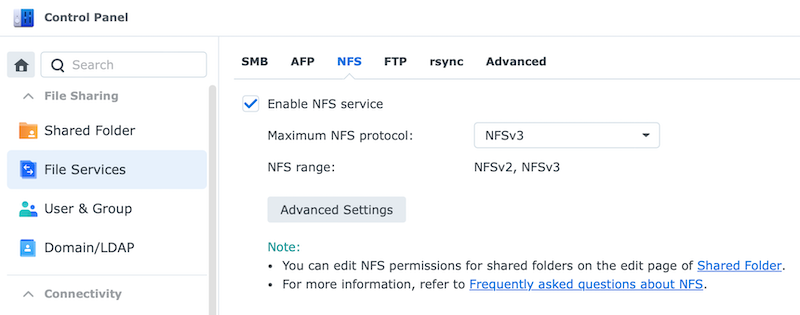 Control Panel
Search
File Sharing
Shared Folder
File Services
User & Group
Domain/LDAP
Connectivity
SMB AFP NFS FTP rsync Advanced
Enable NFS service
Maximum NFS protocol: NFSv3
NFS range: NFSv2, NFSv3
Advanced Settings
Note:
• You can edit NFS permissions for shared folders on the edit page of Shared Folder.
• For more information, refer to Frequently asked questions about NFS.